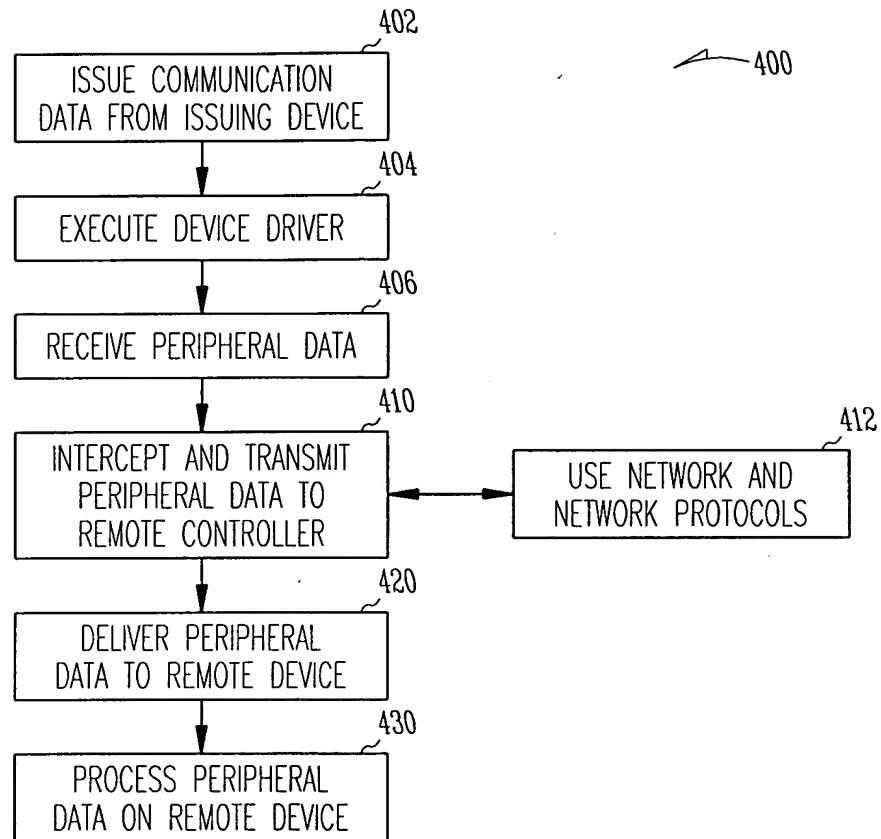 402
400
ISSUE COMMUNICATION
DATA FROM ISSUING DEVICE
404
EXECUTE DEVICE DRIVER
406
RECEIVE PERIPHERAL DATA
410
INTERCEPT AND TRANSMIT
PERIPHERAL DATA TO
REMOTE CONTROLLER
412
USE NETWORK AND
NETWORK PROTOCOLS
420
DELIVER PERIPHERAL
DATA TO REMOTE DEVICE
430
PROCESS PERIPHERAL
DATA ON REMOTE DEVICE